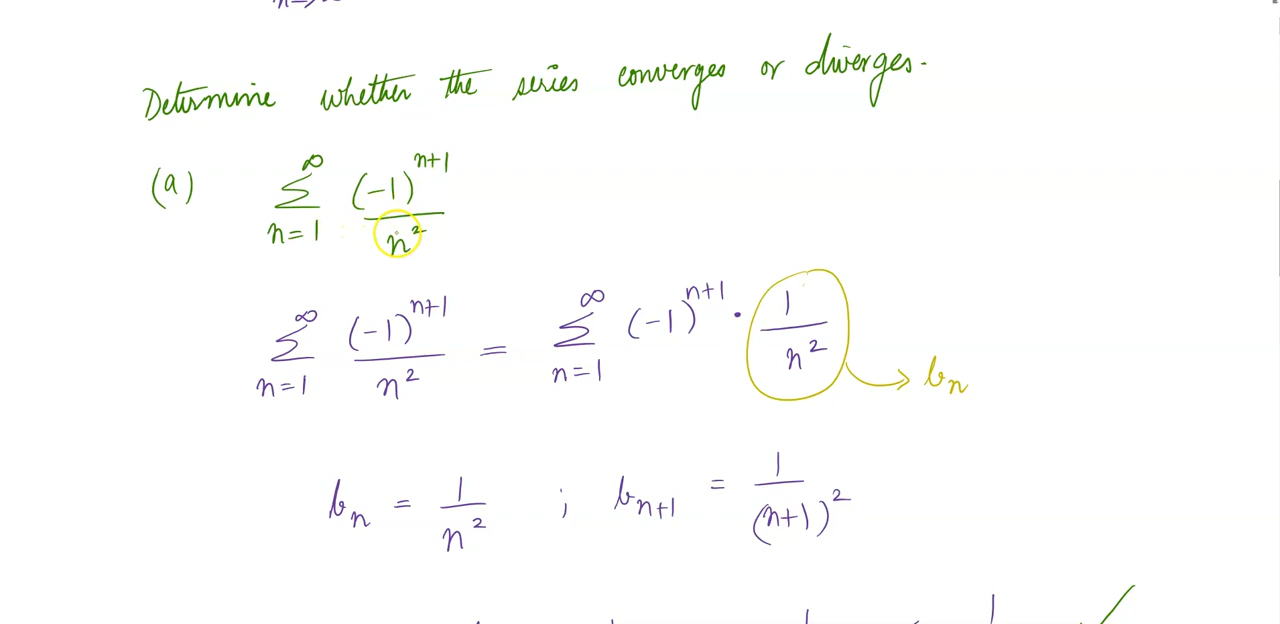 Determine whether the series converges or diverges.
(a) ∑_{n=1}^{∞} (-1)^{n+1} / n²
∑_{n=1}^{∞} (-1)^{n+1} / n² = ∑_{n=1}^{∞} (-1)^{n+1} · 1 / n² → b_n
b_n = 1 / n² ; b_{n+1} = 1 / (n+1)²